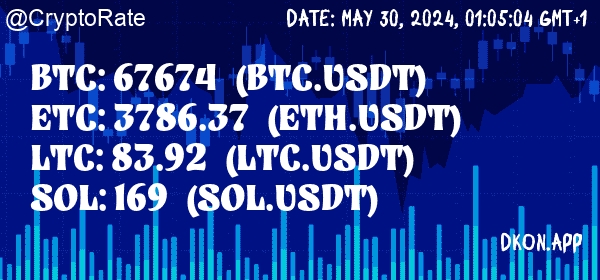 @CryptoRate
DATE: MAY 30, 2024, 01:05:04 GMT+1
BTC: 67674 (BTC.USDT)
ETC: 3786.37 (ETH.USDT)
LTC: 83.92 (LTC.USDT)
SOL: 169 (SOL.USDT)
DKON.APP